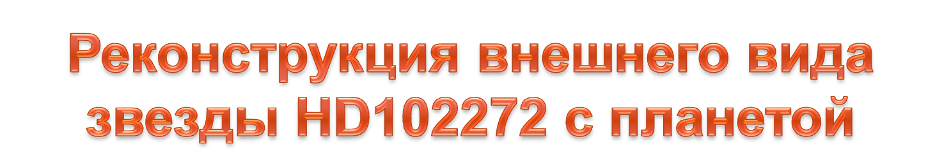 Реконструкция внешнего вида
звезды HD102272 с планетой